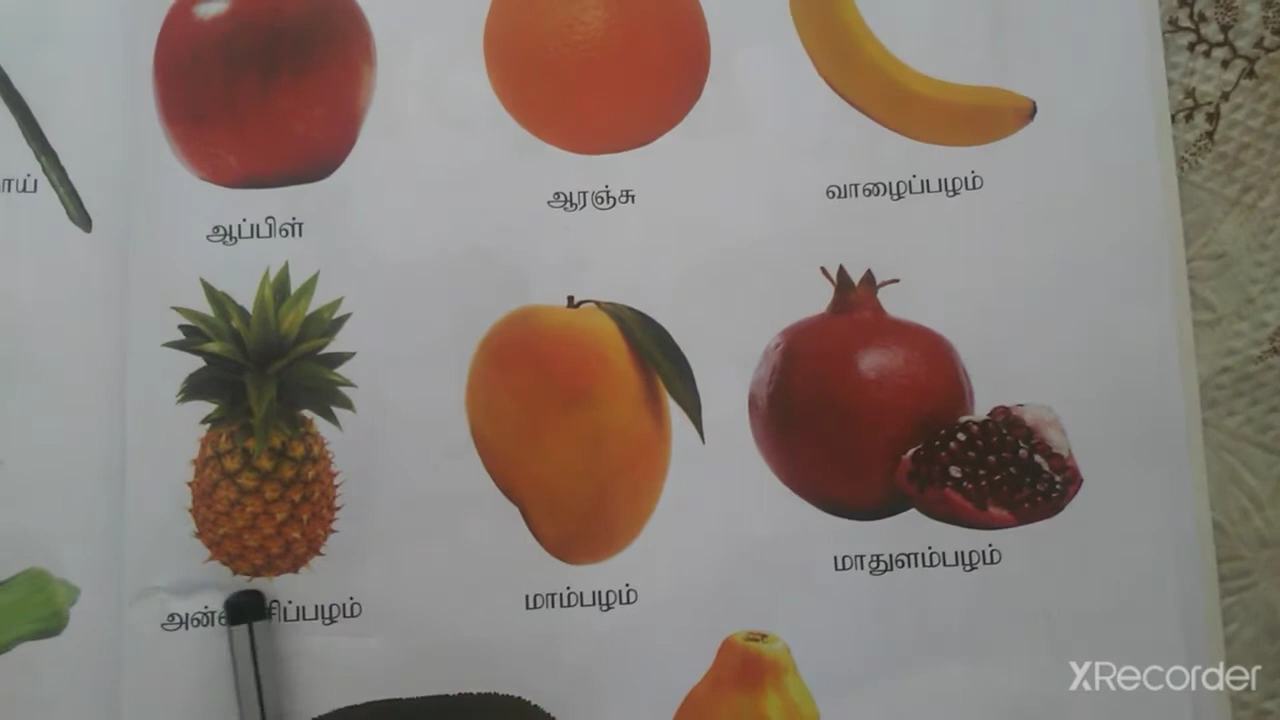 ாய்
ஆப்பிள்
ஆரஞ்சு
வாழைப்பழம்
மாம்பழம்
மாதுளம்பழம்
XRecorder